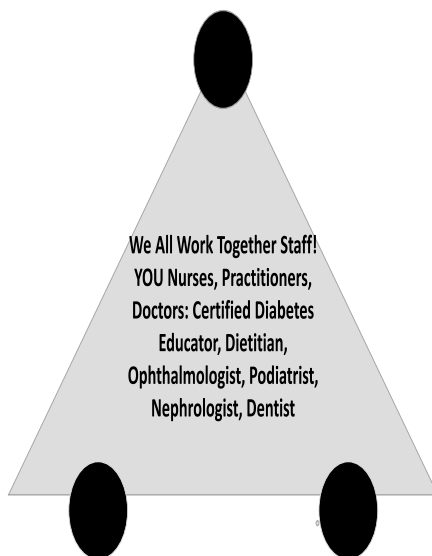 We All Work Together Staff!
YOU Nurses, Practitioners,
Doctors: Certified Diabetes
Educator, Dietitian,
Ophthalmologist, Podiatrist,
Nephrologist, Dentist